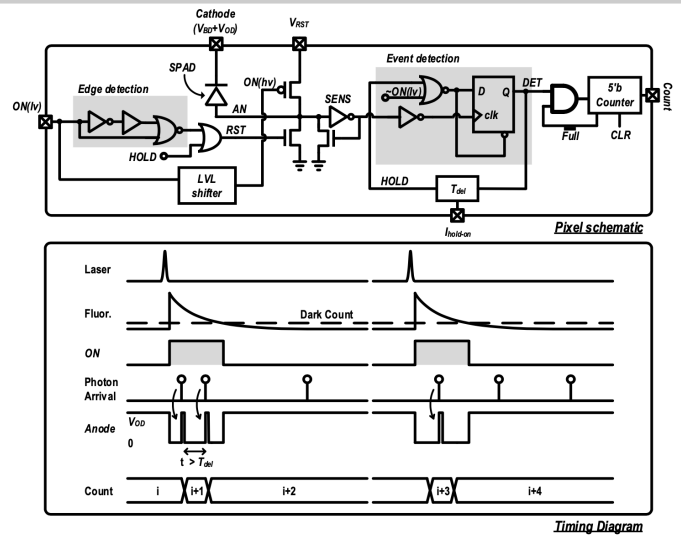 Cathode
(VBD+VOD)
VRST
SPAD
ON(hv)
Event detection
Edge detection
AN
SENS
~ON(lv)
D
Q
DET
ON(lv)
clk
5'b
Counter
Count
RST
HOLD
Full
CLR
LVL
shifter
HOLD
Tdel
Ihold-on
Pixel schematic
Laser
Fluor.
Dark Count
ON
Photon
Arrival
Anode
VOD
0
t > Tdel
Count
i
i+1
i+2
i+3
i+4
Timing Diagram